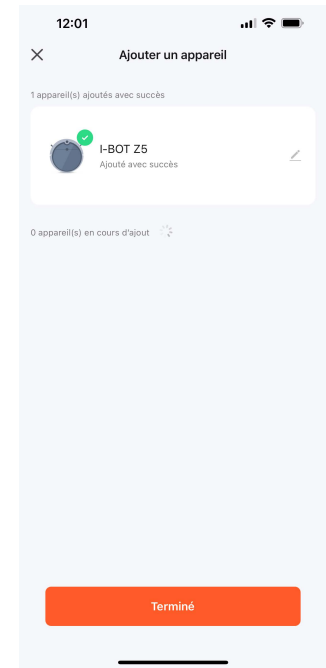 12:01
Ajouter un appareil
1 appareil(s) ajoutés avec succès
I-BOT Z5
Ajouté avec succès
0 appareil(s) en cours d'ajout
Terminé